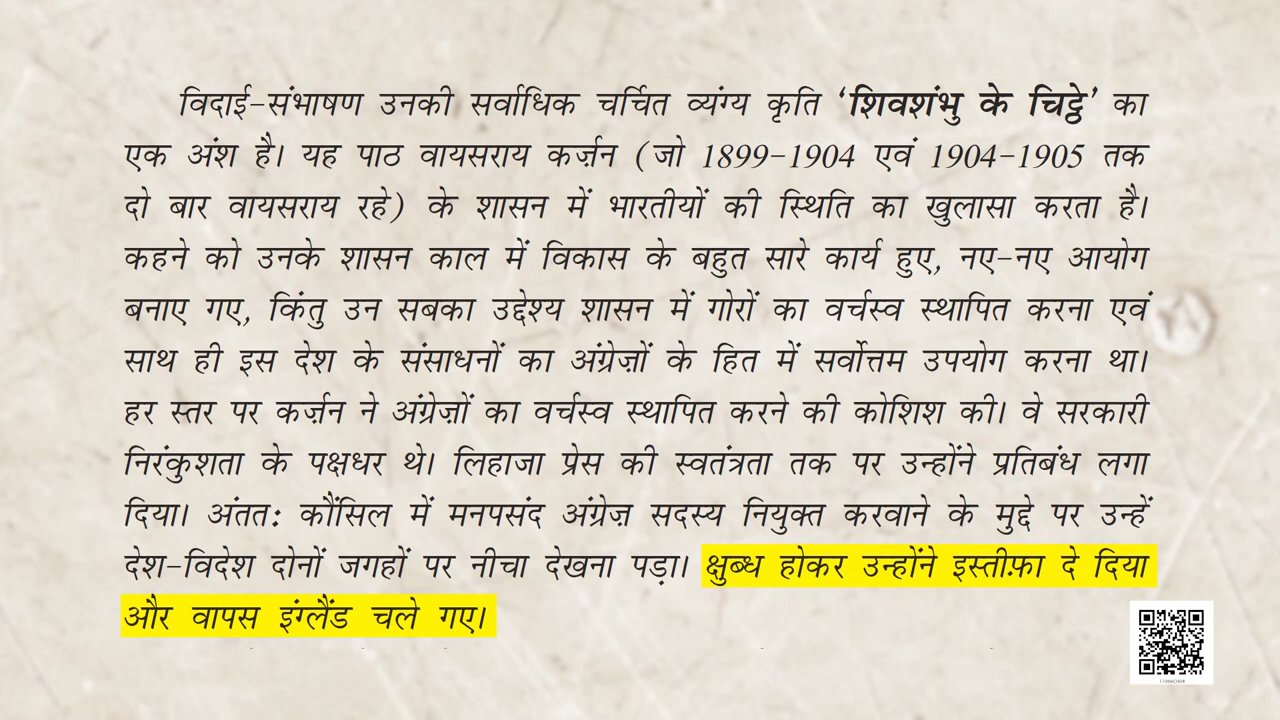 विदाई-संभाषण उनकी सर्वाधिक चर्चित व्यंग्य कृति ‘शिवशंभु के चिट्ठे’ का
एक अंश है। यह पाठ वायसराय कर्ज़न (जो 1899-1904 एवं 1904-1905 तक
दो बार वायसराय रहे) के शासन में भारतीयों की स्थिति का खुलासा करता है।
कहने को उनके शासन काल में विकास के बहुत सारे कार्य हुए, नए-नए आयोग
बनाए गए, किंतु उन सबका उद्देश्य शासन में गोरों का वर्चस्व स्थापित करना एवं
साथ ही इस देश के संसाधनों का अंग्रेज़ों के हित में सर्वोत्तम उपयोग करना था।
हर स्तर पर कर्ज़न ने अंग्रेज़ों का वर्चस्व स्थापित करने की कोशिश की। वे सरकारी
निरंकुशता के पक्षधर थे। लिहाजा प्रेस की स्वतंत्रता तक पर उन्होंने प्रतिबंध लगा
दिया। अंततः कौंसिल में मनपसंद अंग्रेज़ सदस्य नियुक्त करवाने के मुद्दे पर उन्हें
देश-विदेश दोनों जगहों पर नीचा देखना पड़ा। क्षुब्ध होकर उन्होंने इस्तीफ़ा दे दिया
और वापस इंग्लैंड चले गए।